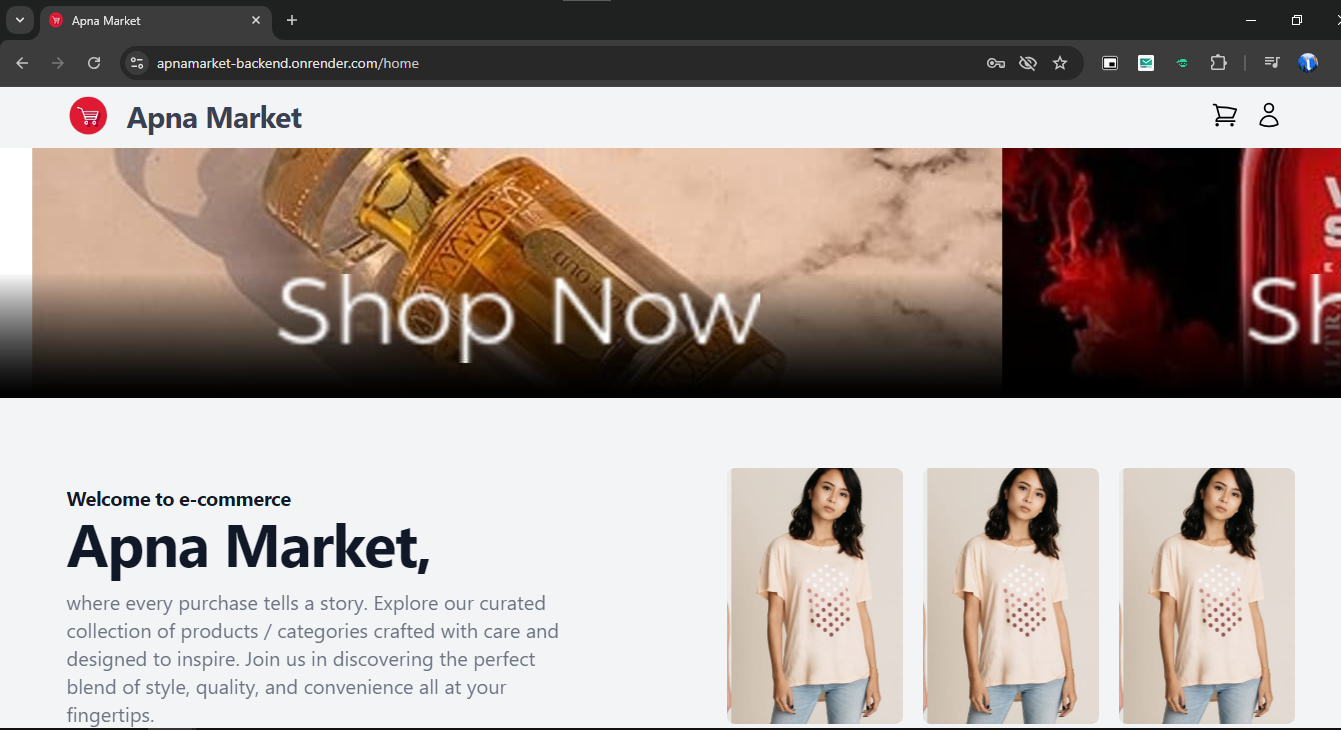 Apna Market
apnamarket-backend.onrender.com/home
Apna Market
Shop Now
Sh
Welcome to e-commerce
Apna Market,
where every purchase tells a story. Explore our curated
collection of products / categories crafted with care and
designed to inspire. Join us in discovering the perfect
blend of style, quality, and convenience all at your
fingertips.